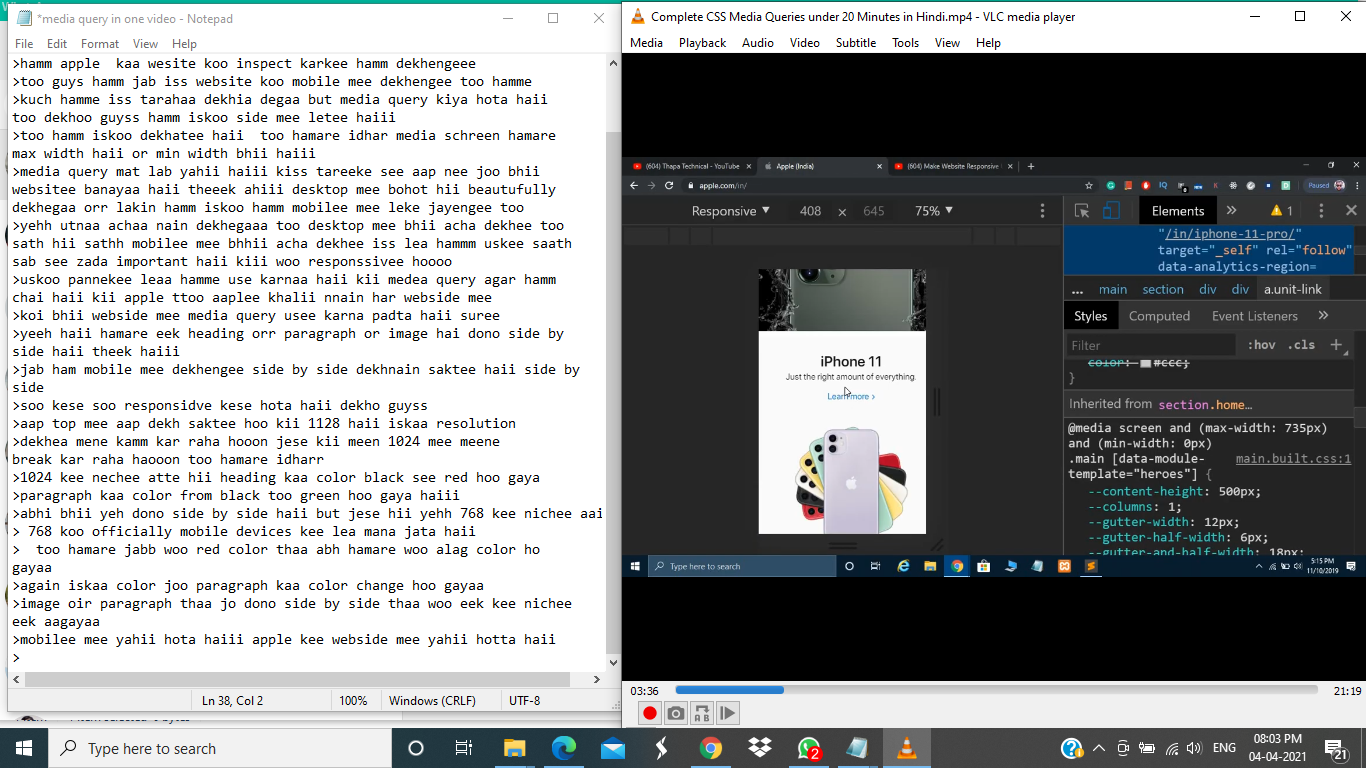 *media query in one video - Notepad
File Edit Format View Help
>hamm apple  kaa wesite koo inspect karkee hamm dekhengeee
>too guys hamm jab iss website koo mobile mee dekhengee too hamme
>kuch hamme iss tarahaa dekhia degaa but media query kiya hota haii
too dekhoo guyss hamm iskoo side mee letee haiii
>too hamm iskoo dekhatee haii  too hamare idhar media schreen hamare
max width haii or min width bhii haiii
>media query mat lab yahii haiii kiss tareeke see aap nee joo bhii
websitee banayaa haii theeek ahiii desktop mee bohot hii beautufully
dekhegaa orr lakin hamm iskoo hamm mobilee mee leke jayengee too
>yehh utnaa achaa nain dekhegaaa too desktop mee bhii acha dekhee too
sath hii sathh mobilee mee bhhii acha dekhee iss lea hammm uskee saath
sab see zada important haii kiii woo responssivee hoooo
>uskoo pannekee leaa hamme use karnaa haii kii medea query agar hamm
chai haii kii apple ttoo aaplee khalii nnain har webside mee
>koi bhii webside mee media query usee karna padta haii suree
>yeeh haii hamare eek heading orr paragraph or image hai dono side by
side haii theek haiii
>jab ham mobile mee dekhengee side by side dekhnain saktee haii side by
side
>soo kese soo responsidve kese hota haii dekho guyss
>aap top mee aap dekh saktee hoo kii 1128 haii iskaa resolution
>dekhea mene kamm kar raha hooon jese kii meen 1024 mee meene
break kar raha haooon too hamare idharr
>1024 kee nechee atte hii heading kaa color black see red hoo gaya
>paragraph kaa color from black too green hoo gaya haiii
>abhi bhii yeh dono side by side haii but jese hii yehh 768 kee nichee aai
> 768 koo officially mobile devices kee lea mana jata haii
>  too hamare jabb woo red color thaa abh hamare woo alag color ho
gayaa
>again iskaa color joo paragraph kaa color change hoo gayaa
>image oir paragraph thaa jo dono side by side thaa woo eek kee nichee
eek aagayaa
>mobilee mee yahii hota haiii apple kee webside mee yahii hotta haii
>
Ln 38, Col 2 100% Windows (CRLF) UTF-8
Complete CSS Media Queries under 20 Minutes in Hindi.mp4 - VLC media player
Media Playback Audio Video Subtitle Tools View Help
(604) Thapa Technical - YouTube Apple (India) (604) Make Website Responsive
apple.com/in/ Paused
Responsive 408 x 645 75% Elements 1
"/in/iphone-11-pro/"
target="_self" rel="follow"
data-analytics-region=
... main section div div a.unit-link
Styles Computed Event Listeners
Filter :hov .cls +
color: #ccc;
}
Inherited from section.home…
@media screen and (max-width: 735px)
and (min-width: 0px)
.main [data-module- main.built.css:1
template="heroes"] {
--content-height: 500px;
--columns: 1;
--gutter-width: 12px;
--gutter-half-width: 6px;
--gutter-and-half-width: 18px;
iPhone 11
Just the right amount of everything.
Learn more >
Type here to search
5:15 PM
11/10/2019
03:36 21:19
Type here to search
2
ENG
08:03 PM
04-04-2021
21